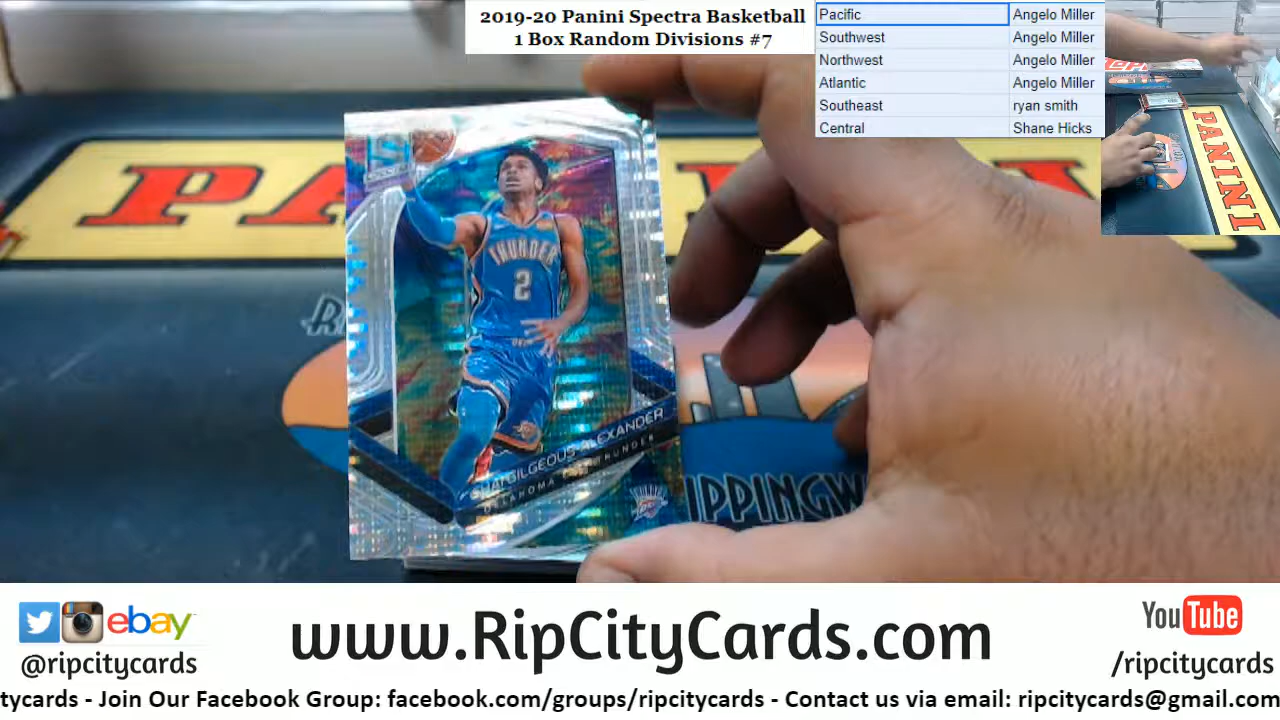 2019-20 Panini Spectra Basketball
1 Box Random Divisions #7
Pacific Angelo Miller
Southwest Angelo Miller
Northwest Angelo Miller
Atlantic Angelo Miller
Southeast ryan smith
Central Shane Hicks
PANINI
THUNDER
2
SHAI GILGEOUS-ALEXANDER
OKLAHOMA CITY THUNDER
THUNDER
IPPINGW
ebay
@ripcitycards
www.RipCityCards.com
YouTube
/ripcitycards
tycards - Join Our Facebook Group: facebook.com/groups/ripcitycards - Contact us via email: ripcitycards@gmail.com